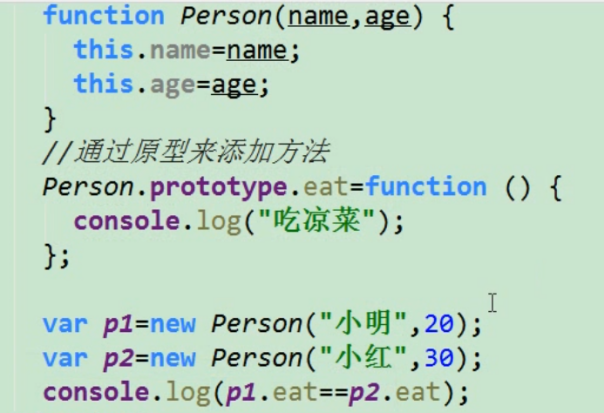 function Person(name,age) {
this.name=name;
this.age=age;
}
//通过原型来添加方法
Person.prototype.eat=function () {
console.log("吃凉菜");
};
var p1=new Person("小明",20);
var p2=new Person("小红",30);
console.log(p1.eat==p2.eat);